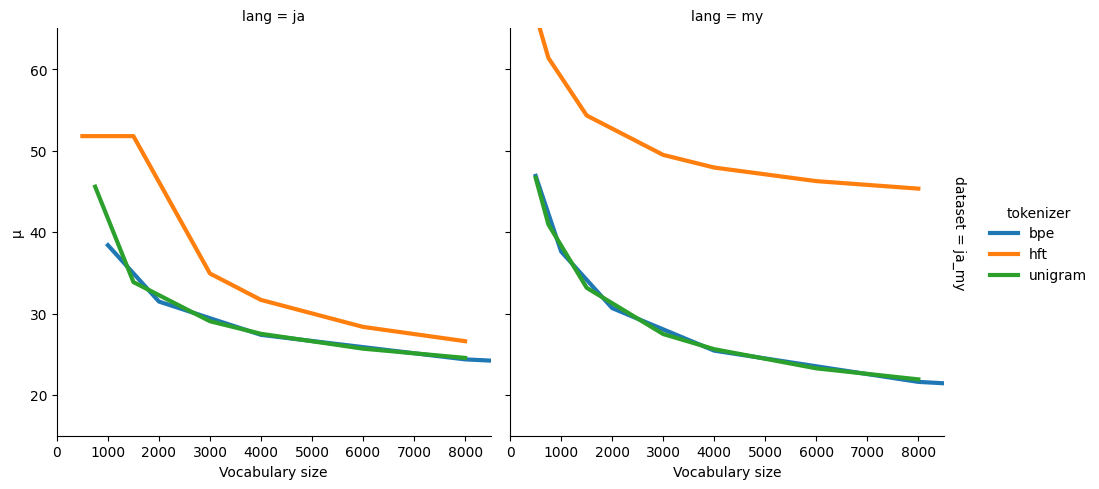 lang = ja
lang = my
60
50
40
30
20
μ
0 1000 2000 3000 4000 5000 6000 7000 8000
0 1000 2000 3000 4000 5000 6000 7000 8000
Vocabulary size
Vocabulary size
dataset = ja_my
tokenizer
bpe
hft
unigram